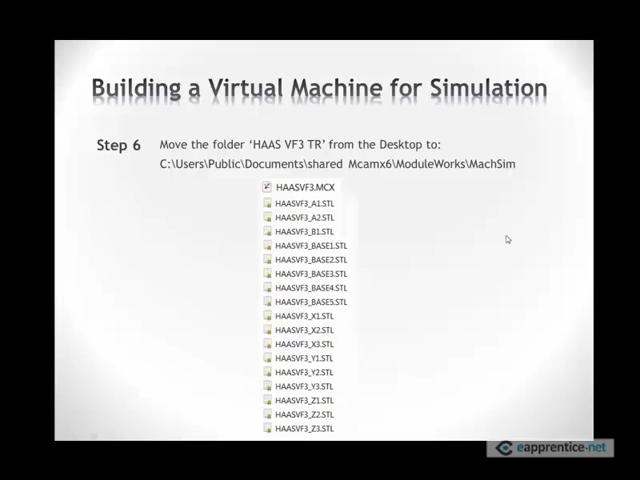 Building a Virtual Machine for Simulation
Step 6 Move the folder ‘HAAS VF3 TR’ from the Desktop to:
C:\Users\Public\Documents\shared Mcamx6\ModuleWorks\MachSim
HAASVF3.MCX
HAASVF3_A1.STL
HAASVF3_A2.STL
HAASVF3_B1.STL
HAASVF3_BASE1.STL
HAASVF3_BASE2.STL
HAASVF3_BASE3.STL
HAASVF3_BASE4.STL
HAASVF3_BASE5.STL
HAASVF3_X1.STL
HAASVF3_X2.STL
HAASVF3_X3.STL
HAASVF3_Y1.STL
HAASVF3_Y2.STL
HAASVF3_Y3.STL
HAASVF3_Z1.STL
HAASVF3_Z2.STL
HAASVF3_Z3.STL
eapprentice.net